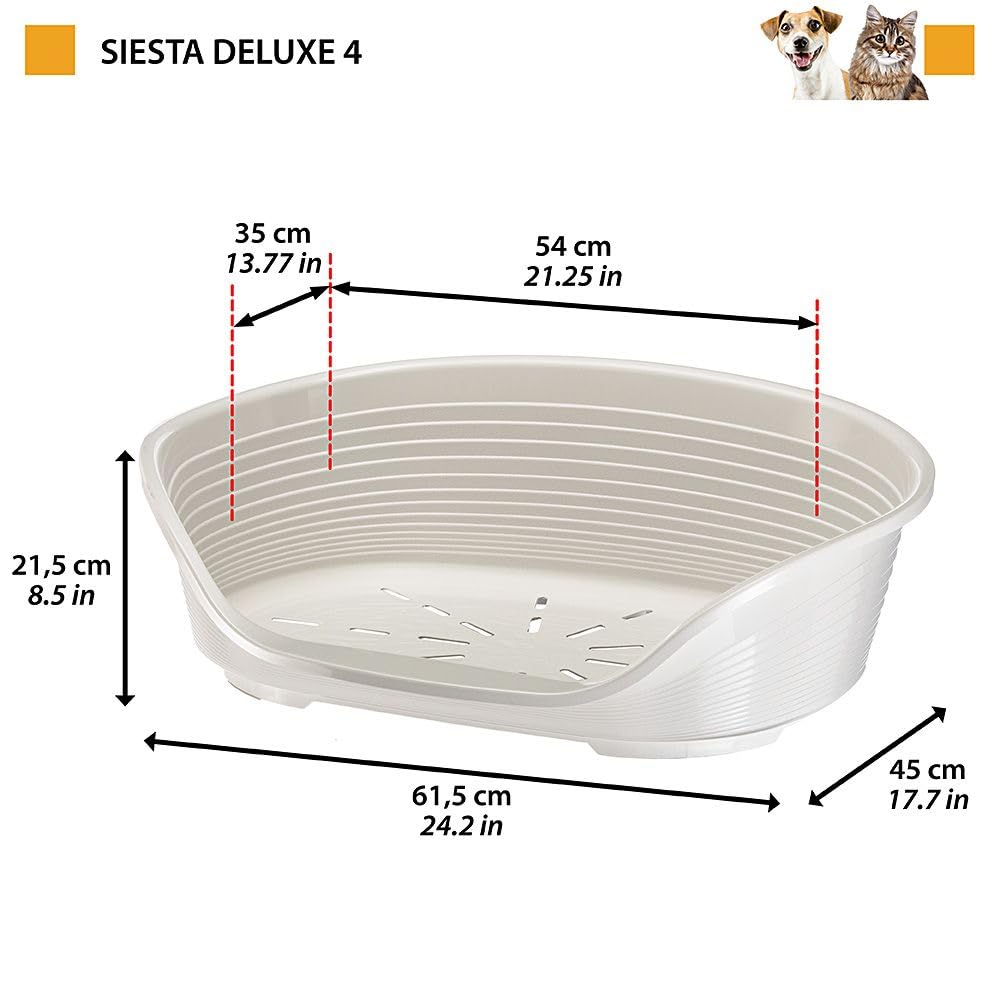 SIESTA DELUXE 4
35 cm
13.77 in
54 cm
21.25 in
21,5 cm
8.5 in
61,5 cm
24.2 in
45 cm
17.7 in